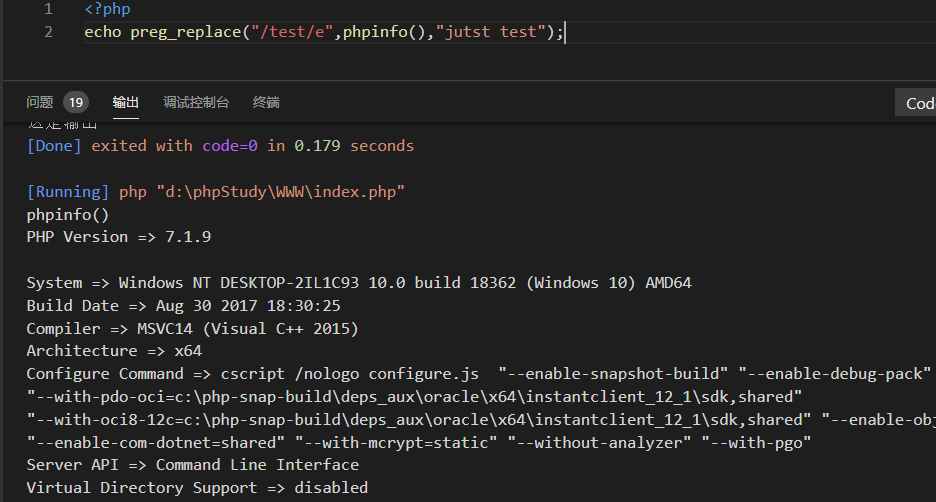 1 <?php
2 echo preg_replace("/test/e",phpinfo(),"jutst test");
问题 19 输出 调试控制台 终端 Cod
这是输出
[Done] exited with code=0 in 0.179 seconds
[Running] php "d:\phpStudy\WWW\index.php"
phpinfo()
PHP Version => 7.1.9
System => Windows NT DESKTOP-2IL1C93 10.0 build 18362 (Windows 10) AMD64
Build Date => Aug 30 2017 18:30:25
Compiler => MSVC14 (Visual C++ 2015)
Architecture => x64
Configure Command => cscript /nologo configure.js  "--enable-snapshot-build" "--enable-debug-pack"
"--with-pdo-oci=c:\php-snap-build\deps_aux\oracle\x64\instantclient_12_1\sdk,shared"
"--with-oci8-12c=c:\php-snap-build\deps_aux\oracle\x64\instantclient_12_1\sdk,shared" "--enable-obj
"--enable-com-dotnet=shared" "--with-mcrypt=static" "--without-analyzer" "--with-pgo"
Server API => Command Line Interface
Virtual Directory Support => disabled